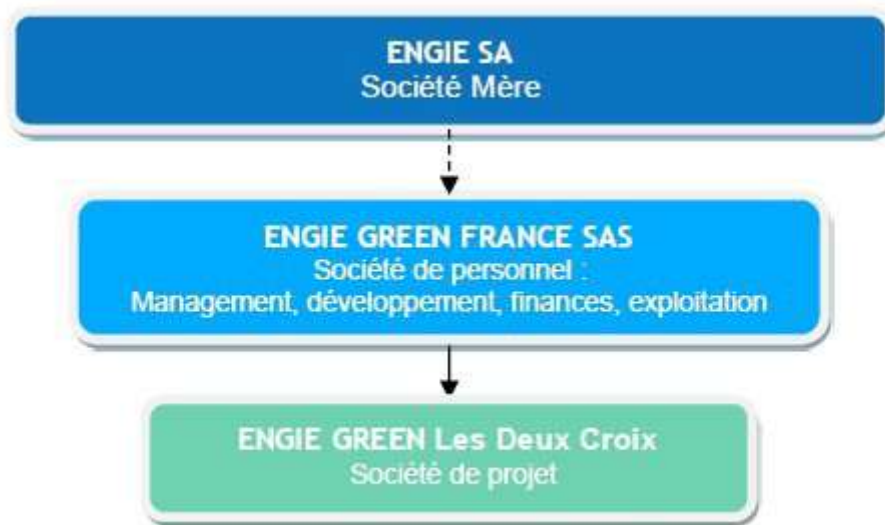 ENGIE SA
Société Mère
ENGIE GREEN FRANCE SAS
Société de personnel :
Management, développement, finances, exploitation
ENGIE GREEN Les Deux Croix
Société de projet